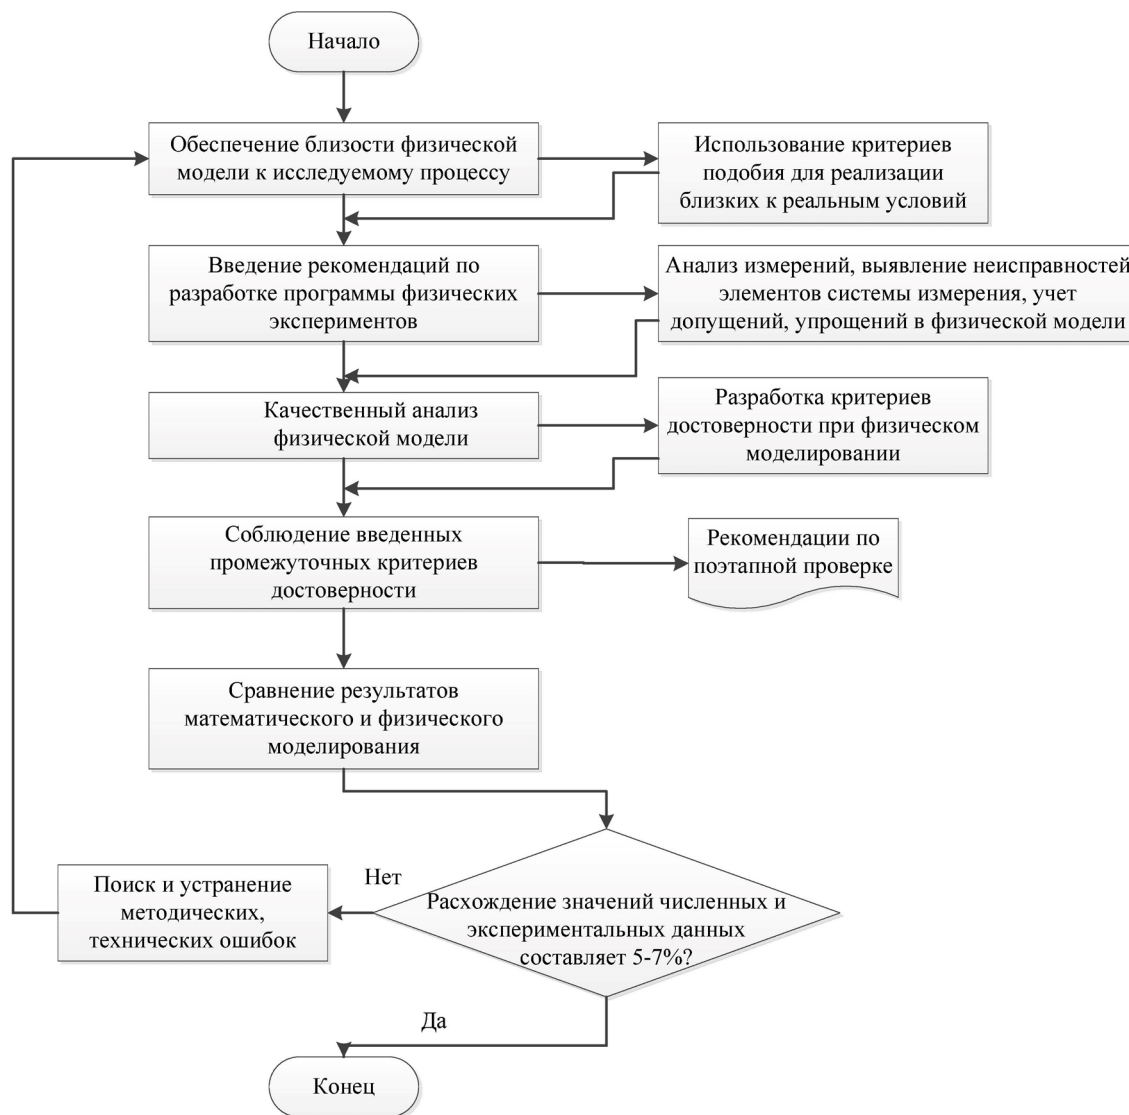 Начало
Обеспечение близости физической
модели к исследуемому процессу
Использование критериев
подобия для реализации
близких к реальным условий
Введение рекомендаций по
разработке программы физических
экспериментов
Анализ измерений, выявление неисправностей
элементов системы измерения, учет
допущений, упрощений в физической модели
Качественный анализ
физической модели
Разработка критериев
достоверности при физическом
моделировании
Соблюдение введенных
промежуточных критериев
достоверности
Рекомендации по
поэтапной проверке
Сравнение результатов
математического и физического
моделирования
Расхождение значений численных и
экспериментальных данных
составляет 5-7%?
Нет
Поиск и устранение
методических,
технических ошибок
Да
Конец